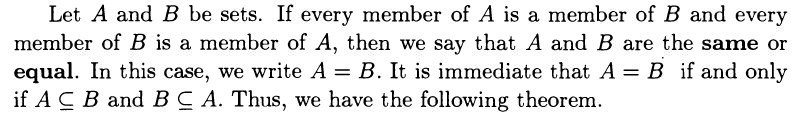 Let A and B be sets. If every member of A is a member of B and every
member of B is a member of A, then we say that A and B are the same or
equal. In this case, we write A = B. It is immediate that A = B if and only
if A ⊆ B and B ⊆ A. Thus, we have the following theorem.